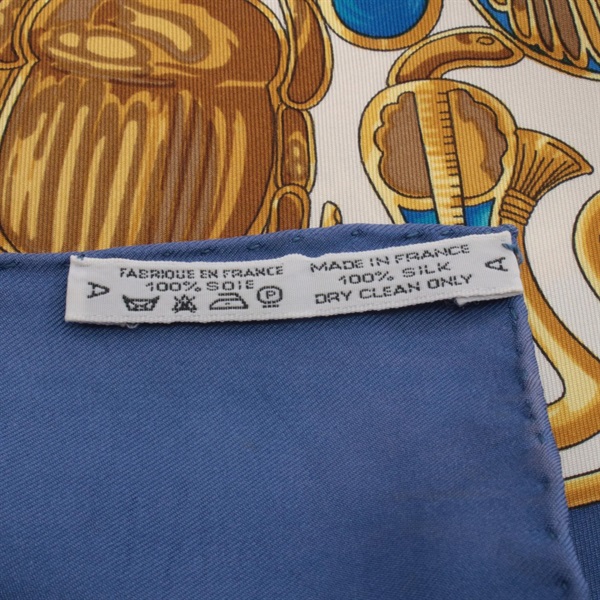 A
FABRIQUE EN FRANCE
100% SOIE
P
MADE IN FRANCE
100% SILK
DRY CLEAN ONLY
A